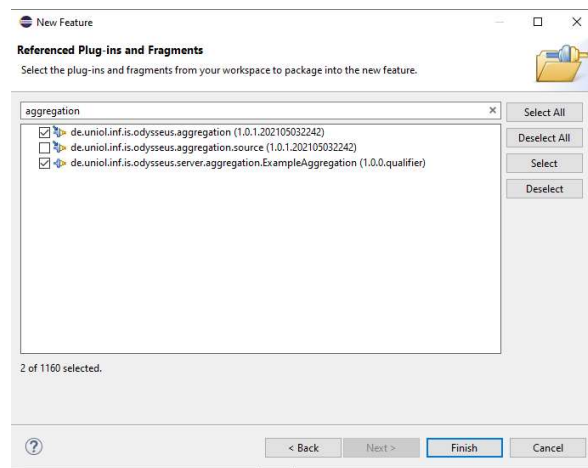 New Feature
Referenced Plug-ins and Fragments
Select the plug-ins and fragments from your workspace to package into the new feature.
aggregation
Select All
de.uniol.inf.is.odysseus.aggregation (1.0.1.202105032242)
Deselect All
de.uniol.inf.is.odysseus.aggregation.source (1.0.1.202105032242)
de.uniol.inf.is.odysseus.server.aggregation.ExampleAggregation (1.0.0.qualifier)
Select
Deselect
2 of 1160 selected.
< Back
Next >
Finish
Cancel